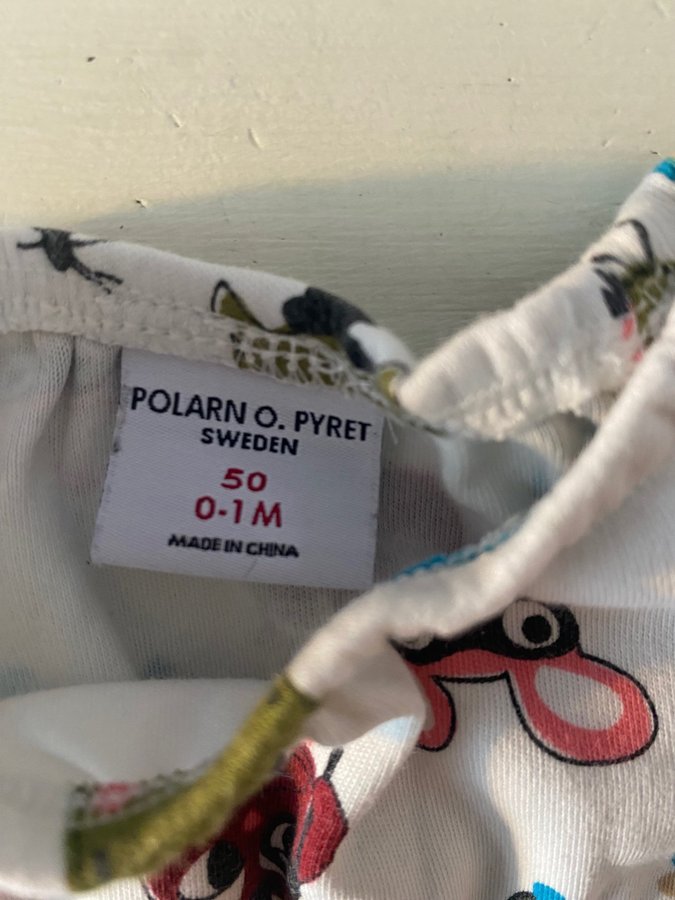 POLARN O. PYRET
SWEDEN
50
0-1M
MADE IN CHINA